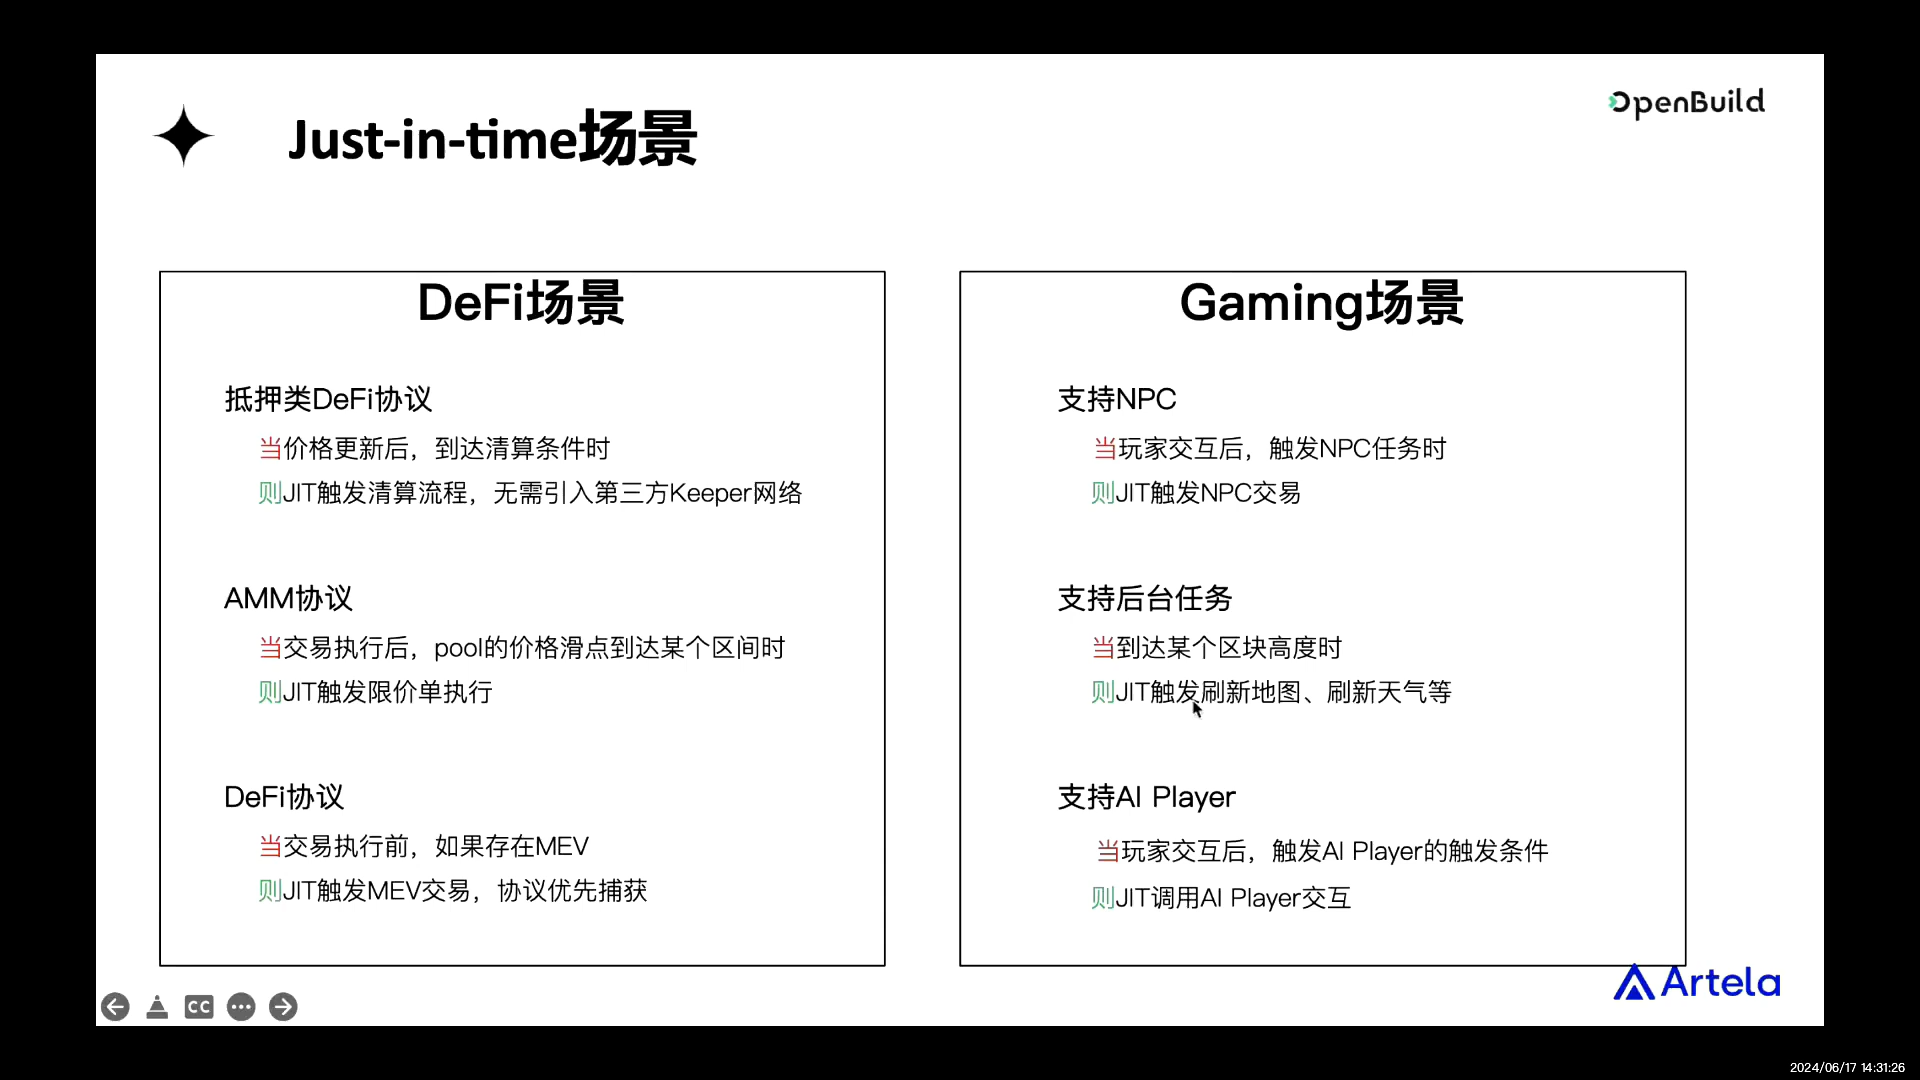 OpenBuild
Just-in-time场景
DeFi场景
抵押类DeFi协议
当价格更新后，到达清算条件时
则JIT触发清算流程，无需引入第三方Keeper网络
AMM协议
当交易执行后，pool的价格滑点到达某个区间时
则JIT触发限价单执行
DeFi协议
当交易执行前，如果存在MEV
则JIT触发MEV交易，协议优先捕获
Gaming场景
支持NPC
当玩家交互后，触发NPC任务时
则JIT触发NPC交易
支持后台任务
当到达某个区块高度时
则JIT触发刷新地图、刷新天气等
支持AI Player
当玩家交互后，触发AI Player的触发条件
则JIT调用AI Player交互
Artela
CC
2024/06/17 14:31:26